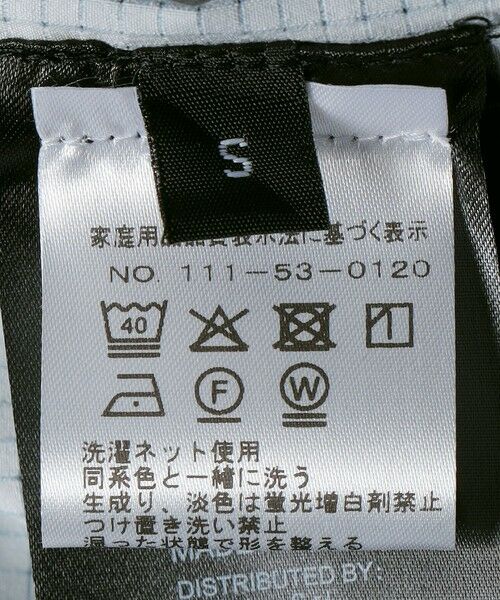 S
家庭用品品質表示法に基づく表示
NO. 111-53-0120
40
F W
洗濯ネット使用
同系色と一緒に洗う
生成り、淡色は蛍光増白剤禁止
つけ置き洗い禁止
湿った状態で形を整える
MADE
DISTRIBUTED BY: